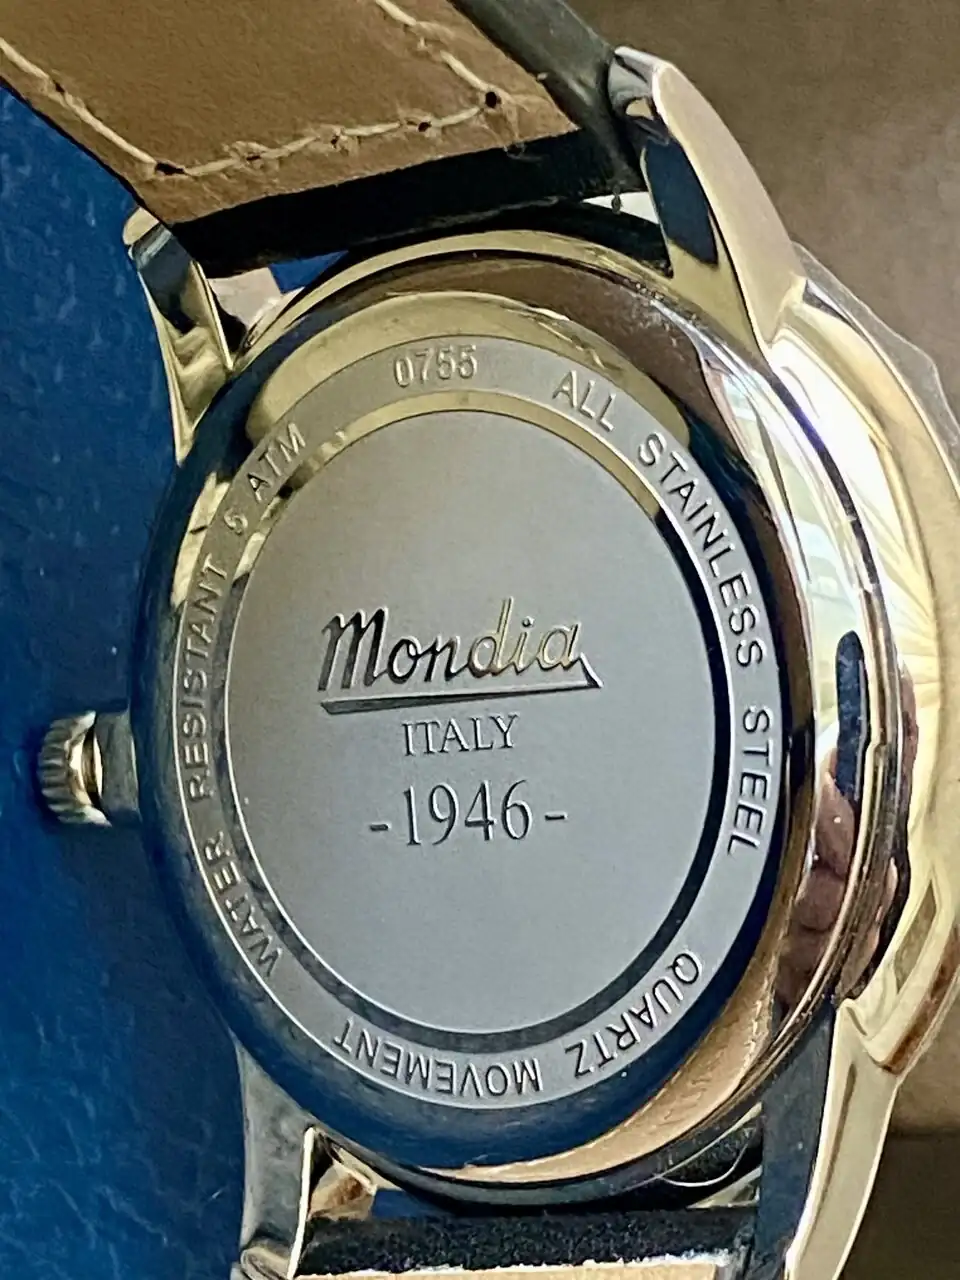 Mondia
ITALY
-1946-
0755
ALL STAINLESS STEEL
QUARTZ MOVEMENT
WATER RESISTANT 5 ATM